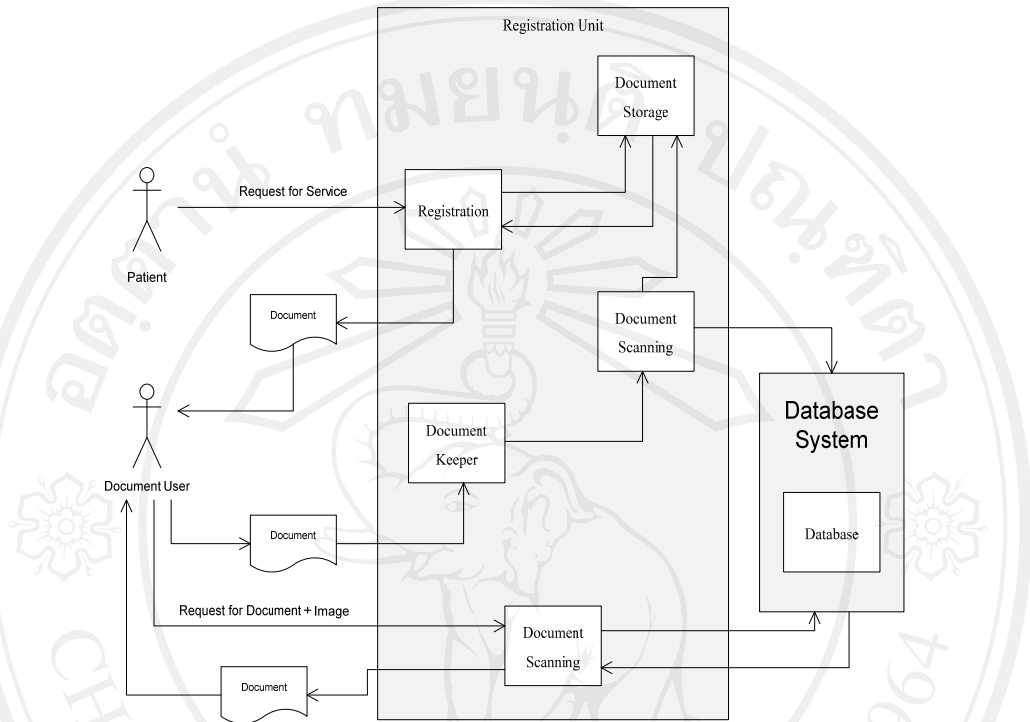 Registration Unit
Document
Storage
Request for Service
Registration
Patient
Document
Document
Scanning
Database
System
Document
Keeper
Document User
Document
Database
Request for Document + Image
Document
Scanning
Document